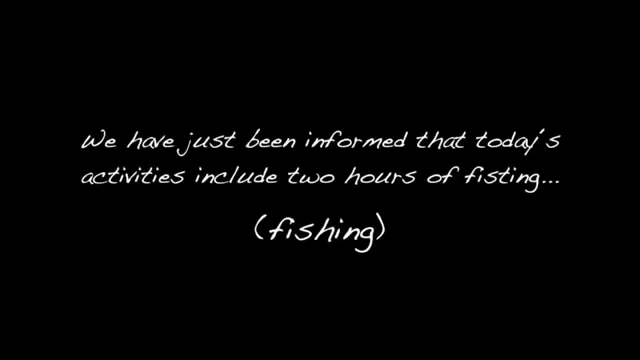 We have just been informed that today's
activities include two hours of fisting...
(fishing)